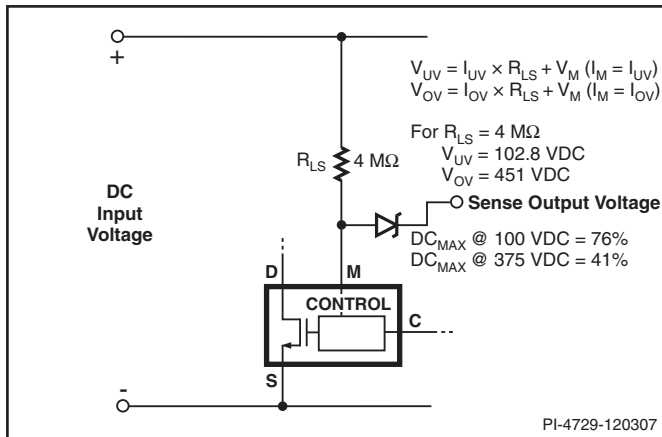 +
V_UV = I_UV × R_LS + V_M (I_M = I_UV)
V_OV = I_OV × R_LS + V_M (I_M = I_OV)
For R_LS = 4 MΩ
V_UV = 102.8 VDC
V_OV = 451 VDC
R_LS
4 MΩ
DC
Input
Voltage
Sense Output Voltage
DC_MAX @ 100 VDC = 76%
DC_MAX @ 375 VDC = 41%
D
M
CONTROL
C
S
-
PI-4729-120307